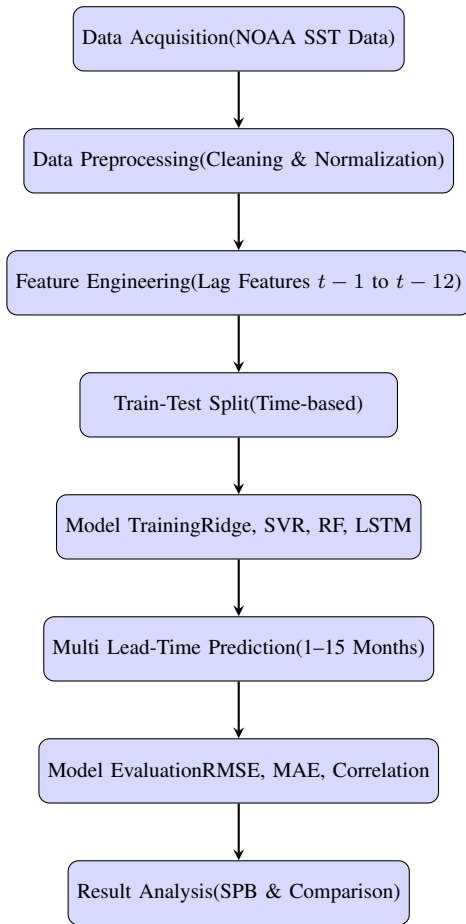 Data Acquisition(NOAA SST Data)
Data Preprocessing(Cleaning & Normalization)
Feature Engineering(Lag Features t − 1 to t − 12)
Train-Test Split(Time-based)
Model TrainingRidge, SVR, RF, LSTM
Multi Lead-Time Prediction(1–15 Months)
Model EvaluationRMSE, MAE, Correlation
Result Analysis(SPB & Comparison)